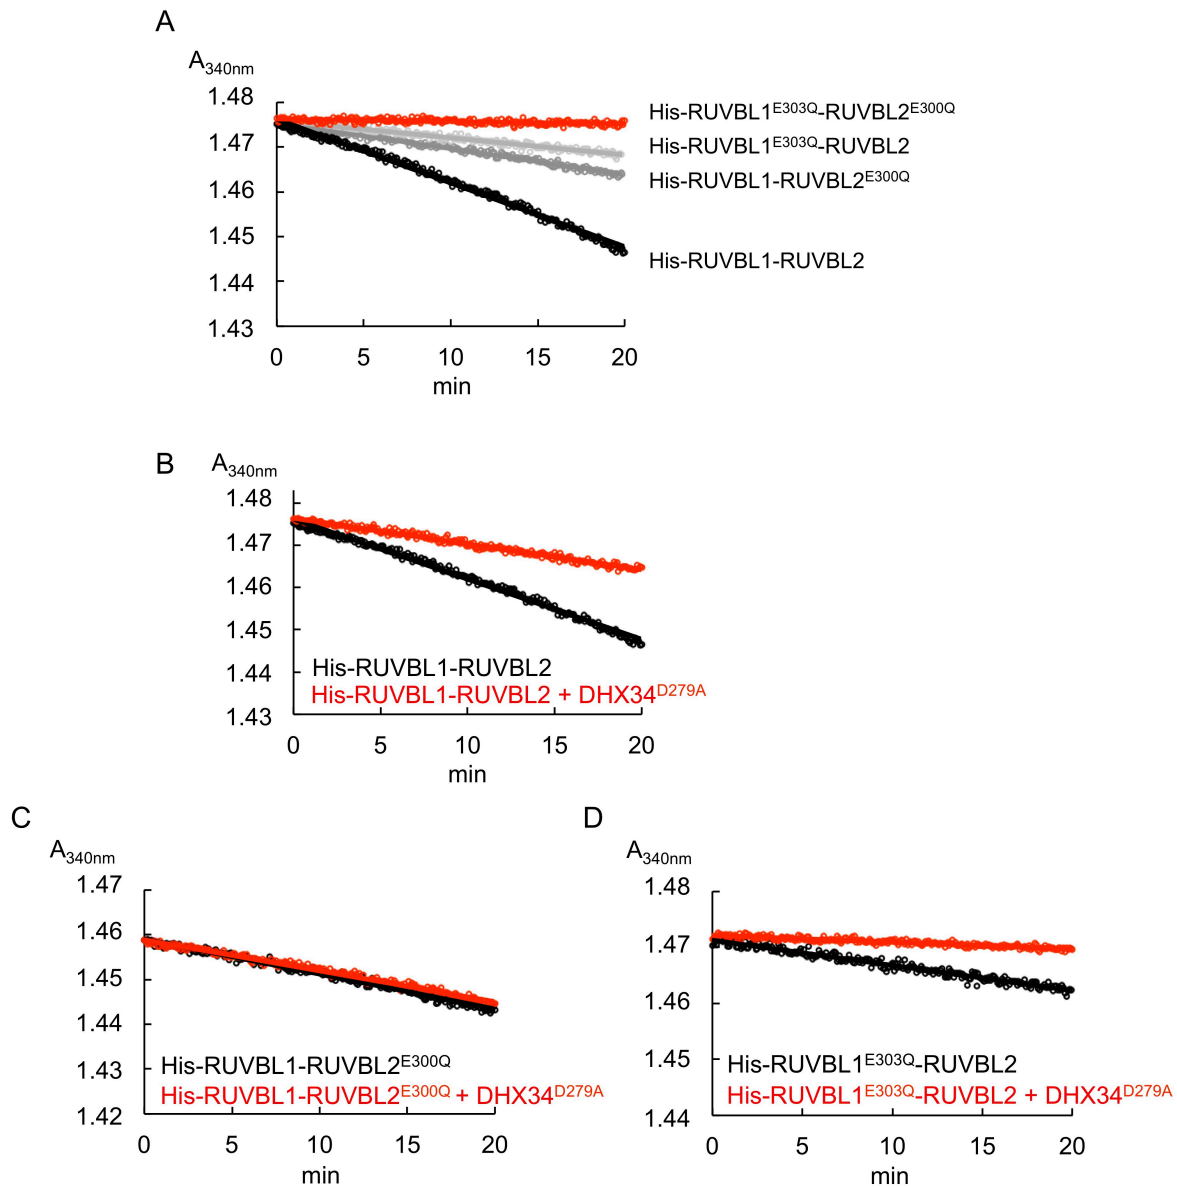 A
A340nm
1.48
1.47
1.46
1.45
1.44
1.43
0 5 10 15 20
min
His-RUVBL1E303Q-RUVBL2E300Q
His-RUVBL1E303Q-RUVBL2
His-RUVBL1-RUVBL2E300Q
His-RUVBL1-RUVBL2
B
A340nm
1.48
1.47
1.46
1.45
1.44
1.43
His-RUVBL1-RUVBL2
His-RUVBL1-RUVBL2 + DHX34D279A
0 5 10 15 20
min
C
A340nm
1.47
1.46
1.45
1.44
1.43
1.42
His-RUVBL1-RUVBL2E300Q
His-RUVBL1-RUVBL2E300Q + DHX34D279A
0 5 10 15 20
min
D
A340nm
1.48
1.47
1.46
1.45
1.44
His-RUVBL1E303Q-RUVBL2
His-RUVBL1E303Q-RUVBL2 + DHX34D279A
0 5 10 15 20
min